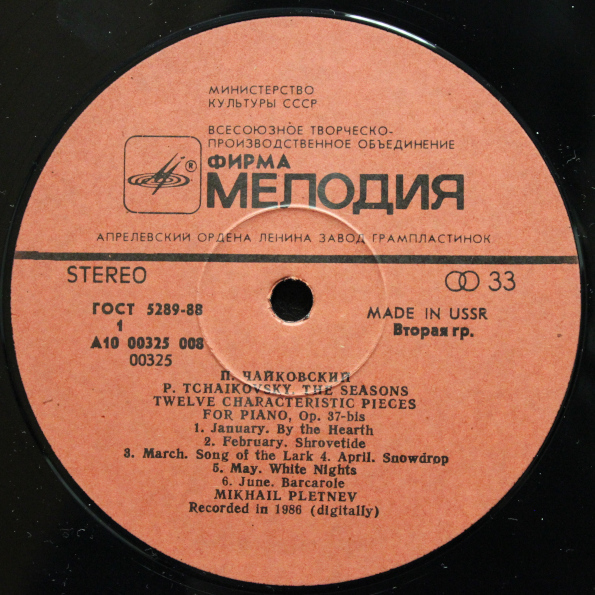 МИНИСТЕРСТВО
КУЛЬТУРЫ СССР
ВСЕСОЮЗНОЕ ТВОРЧЕСКО-
ПРОИЗВОДСТВЕННОЕ ОБЪЕДИНЕНИЕ
®
ФИРМА
МЕЛОДИЯ
АПРЕЛЕВСКИЙ ОРДЕНА ЛЕНИНА ЗАВОД ГРАМПЛАСТИНОК
STEREO
33
ГОСТ 5289-88
1
А10 00325 008
00325
MADE IN USSR
Вторая гр.
П. ЧАЙКОВСКИЙ
P. TCHAIKOVSKY. THE SEASONS
TWELVE CHARACTERISTIC PIECES
FOR PIANO, Op. 37-bis
1. January. By the Hearth
2. February. Shrovetide
3. March. Song of the Lark 4. April. Snowdrop
5. May. White Nights
6. June. Barcarole
MIKHAIL PLETNEV
Recorded in 1986 (digitally)